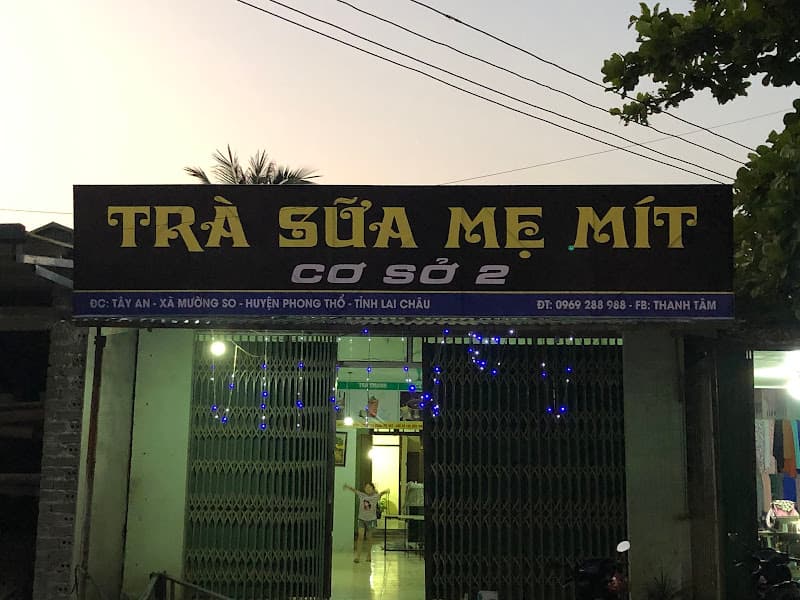 TRÀ SỮA MẸ MÍT
CƠ SỞ 2
ĐC: TÂY AN - XÃ MƯỜNG SO - HUYỆN PHONG THỔ - TỈNH LAI CHÂU
ĐT: 0969 288 988 - FB: THANH TÂM